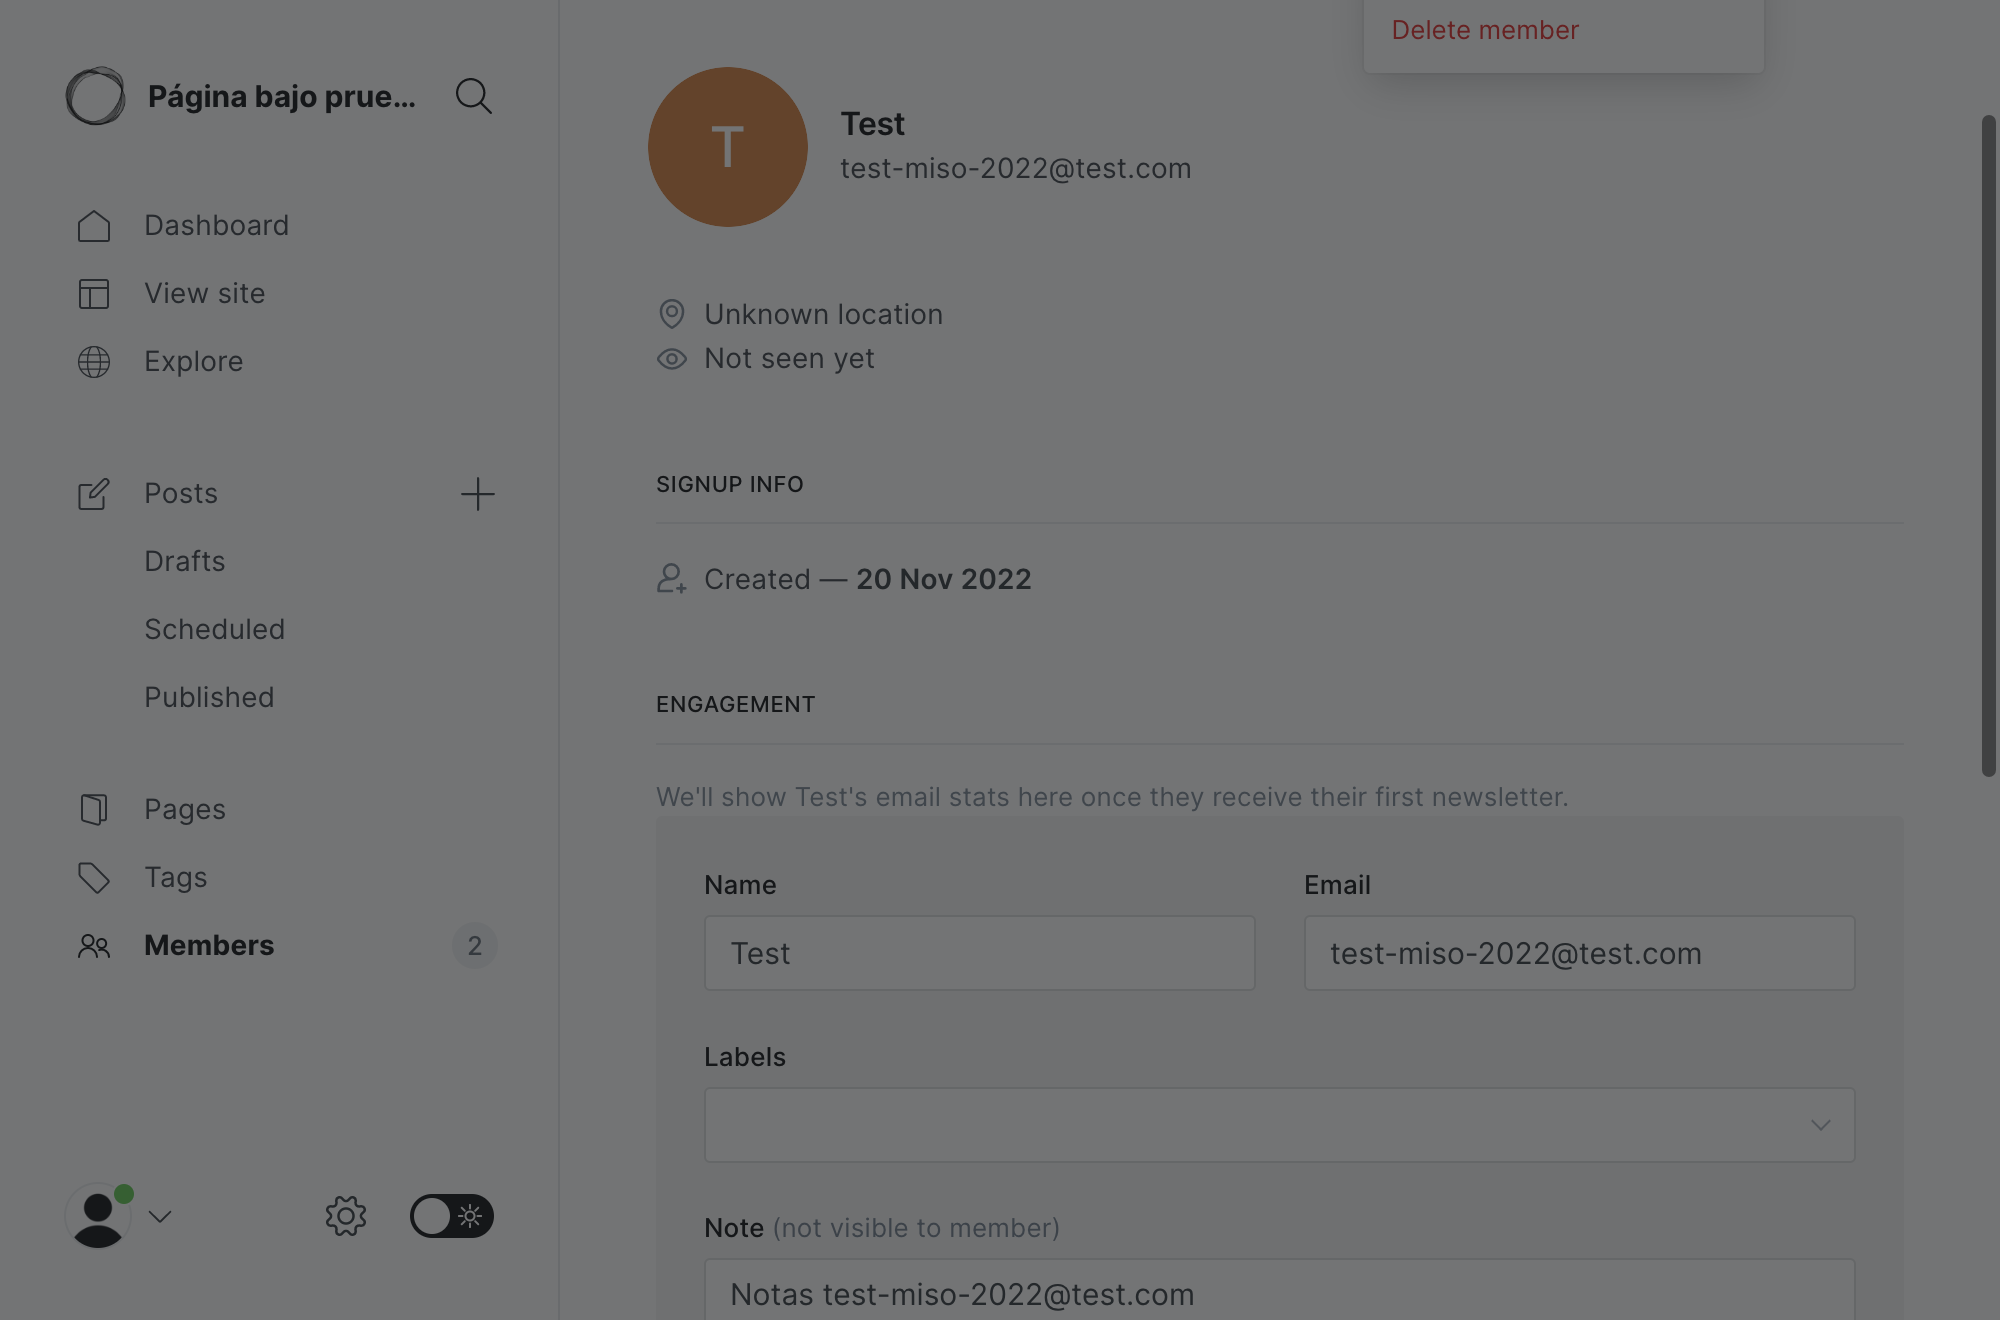 Página bajo prue...
Dashboard
View site
Explore
Posts
Drafts
Scheduled
Published
Pages
Tags
Members
2
Delete member
T
Test
test-miso-2022@test.com
Unknown location
Not seen yet
SIGNUP INFO
Created — 20 Nov 2022
ENGAGEMENT
We'll show Test's email stats here once they receive their first newsletter.
Name
Email
Test
test-miso-2022@test.com
Labels
Note (not visible to member)
Notas test-miso-2022@test.com